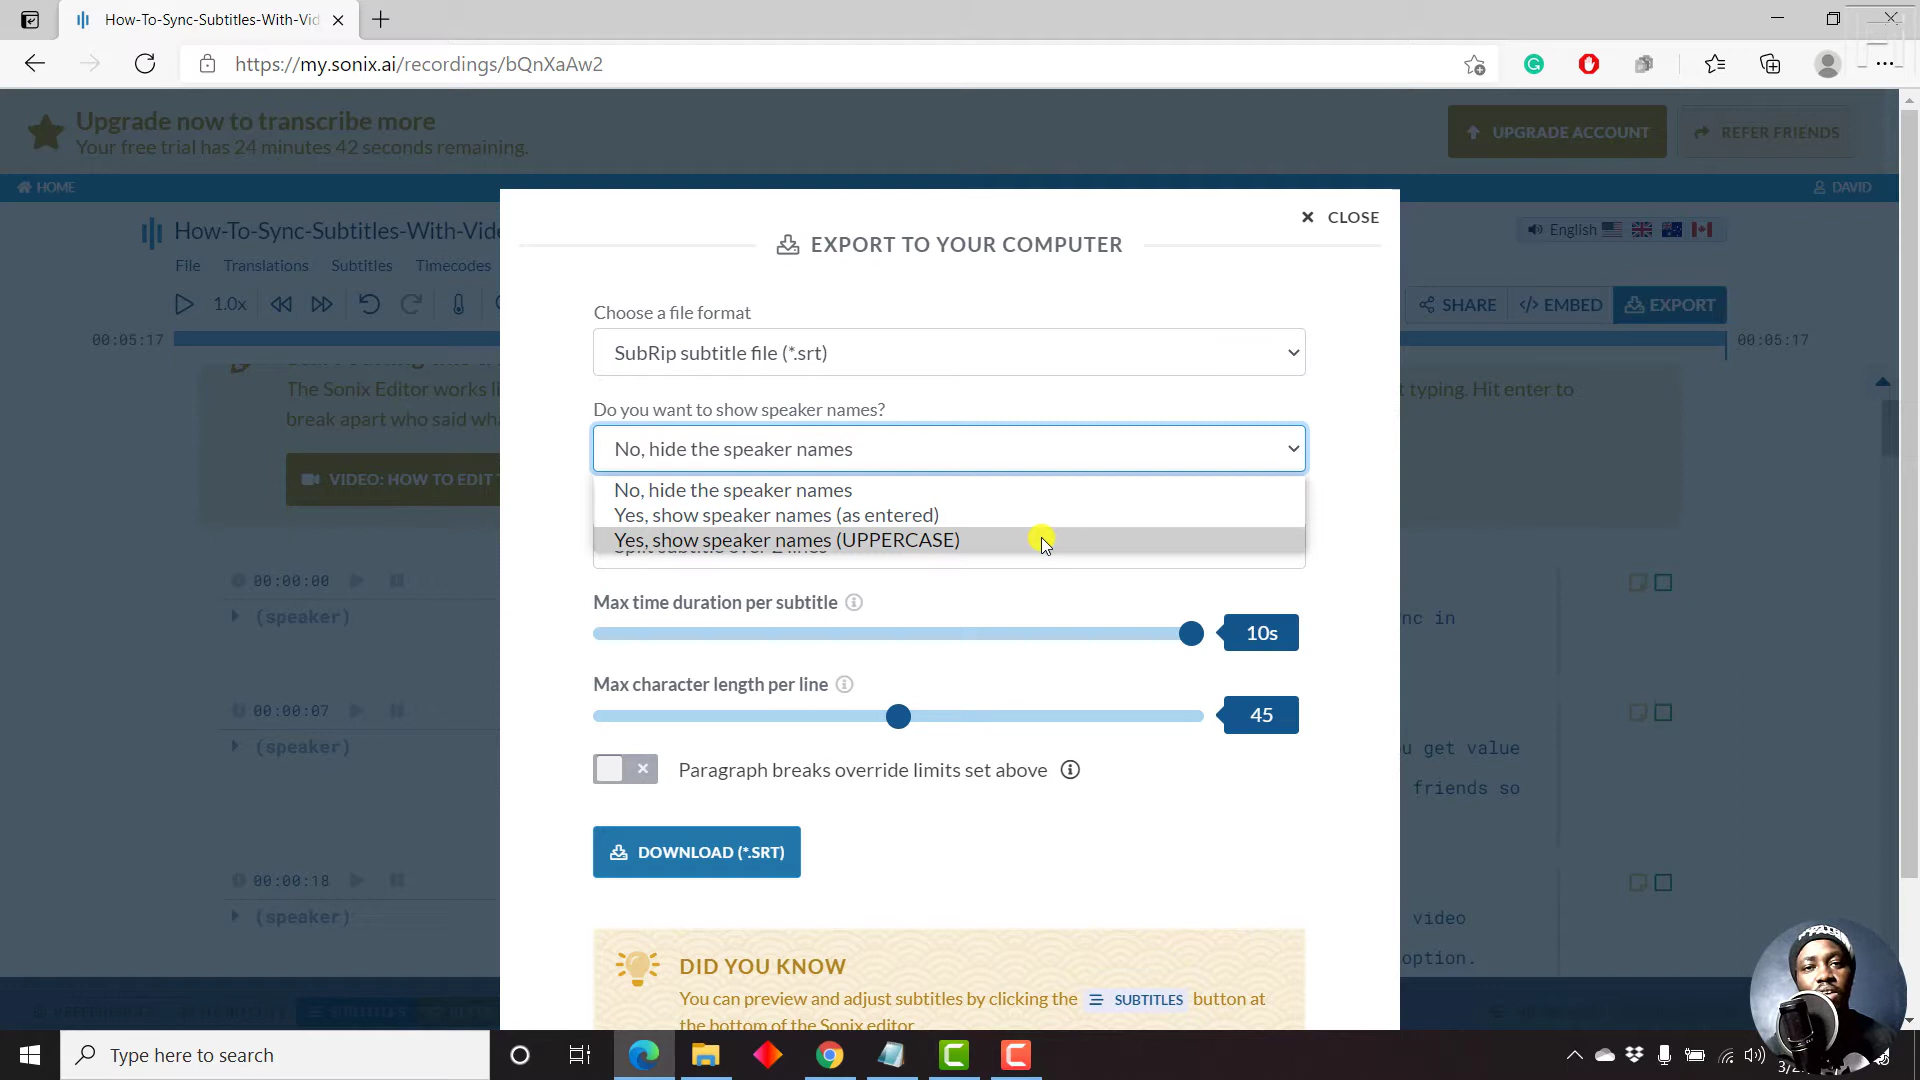 How-To-Sync-Subtitles-With-Vid
https://my.sonix.ai/recordings/bQnXaAw2
Upgrade now to transcribe more
Your free trial has 24 minutes 42 seconds remaining.
UPGRADE ACCOUNT
REFER FRIENDS
HOME
DAVID
How-To-Sync-Subtitles-With-Vide
English
File Translations Subtitles Timecodes
1.0x
SHARE
EMBED
EXPORT
00:05:17
00:05:17
The Sonix Editor works li
t typing. Hit enter to
break apart who said wha
VIDEO: HOW TO EDIT
00:00:00
(speaker)
nc in
00:00:07
(speaker)
u get value
friends so
00:00:18
(speaker)
video
option.
CLOSE
EXPORT TO YOUR COMPUTER
Choose a file format
SubRip subtitle file (*.srt)
Do you want to show speaker names?
No, hide the speaker names
No, hide the speaker names
Yes, show speaker names (as entered)
Yes, show speaker names (UPPERCASE)
Split subtitle over 2 lines
Max time duration per subtitle
10s
Max character length per line
45
Paragraph breaks override limits set above
DOWNLOAD (*.SRT)
DID YOU KNOW
You can preview and adjust subtitles by clicking the SUBTITLES button at
the bottom of the Sonix editor
Type here to search